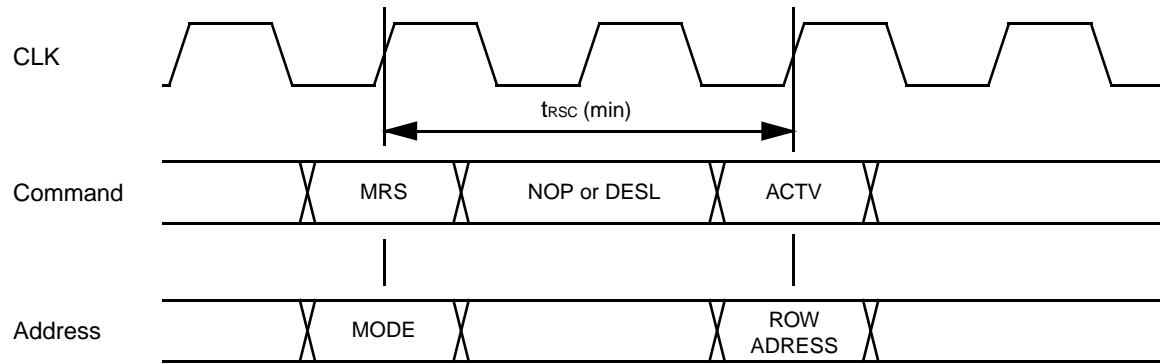 CLK
tRSC (min)
Command
MRS
NOP or DESL
ACTV
Address
MODE
ROW
ADRESS